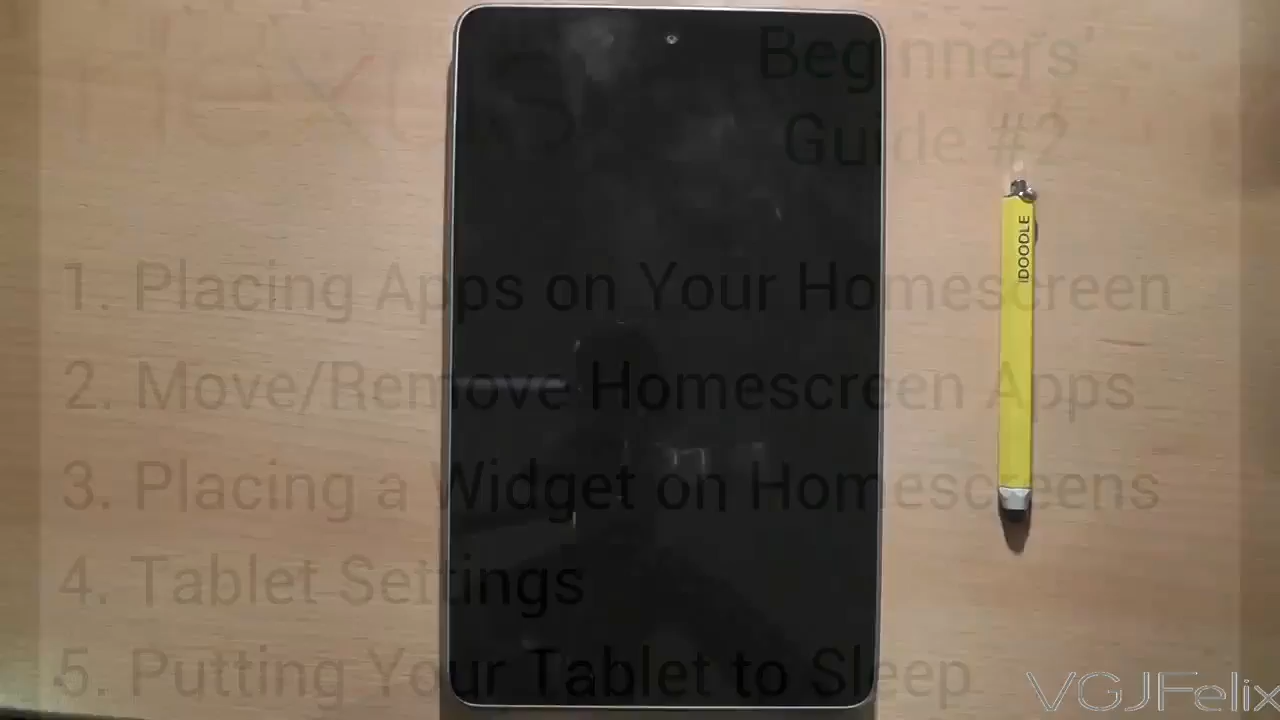 nexus
Beginners'
Guide #2
IDOODLE
1. Placing Apps on Your Homescreen
2. Move/Remove Homescreen Apps
3. Placing a Widget on Homescreens
4. Tablet Settings
5. Putting Your Tablet to Sleep
VGJFelix